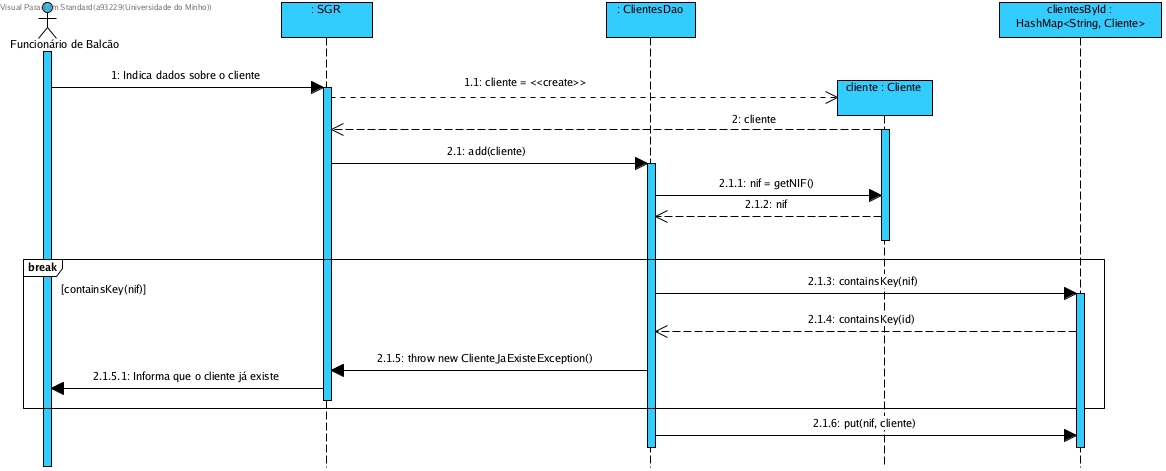 Visual Paradigm Standard(a93229(Universidade do Minho))
: SGR
: ClientesDao
clientesById :
HashMap<String, Cliente>
Funcionário de Balcão
1: Indica dados sobre o cliente
1.1: cliente = <<create>>
cliente : Cliente
2: cliente
2.1: add(cliente)
2.1.1: nif = getNIF()
2.1.2: nif
break
[containsKey(nif)]
2.1.3: containsKey(nif)
2.1.4: containsKey(id)
2.1.5: throw new ClienteJaExisteException()
2.1.5.1: Informa que o cliente já existe
2.1.6: put(nif, cliente)